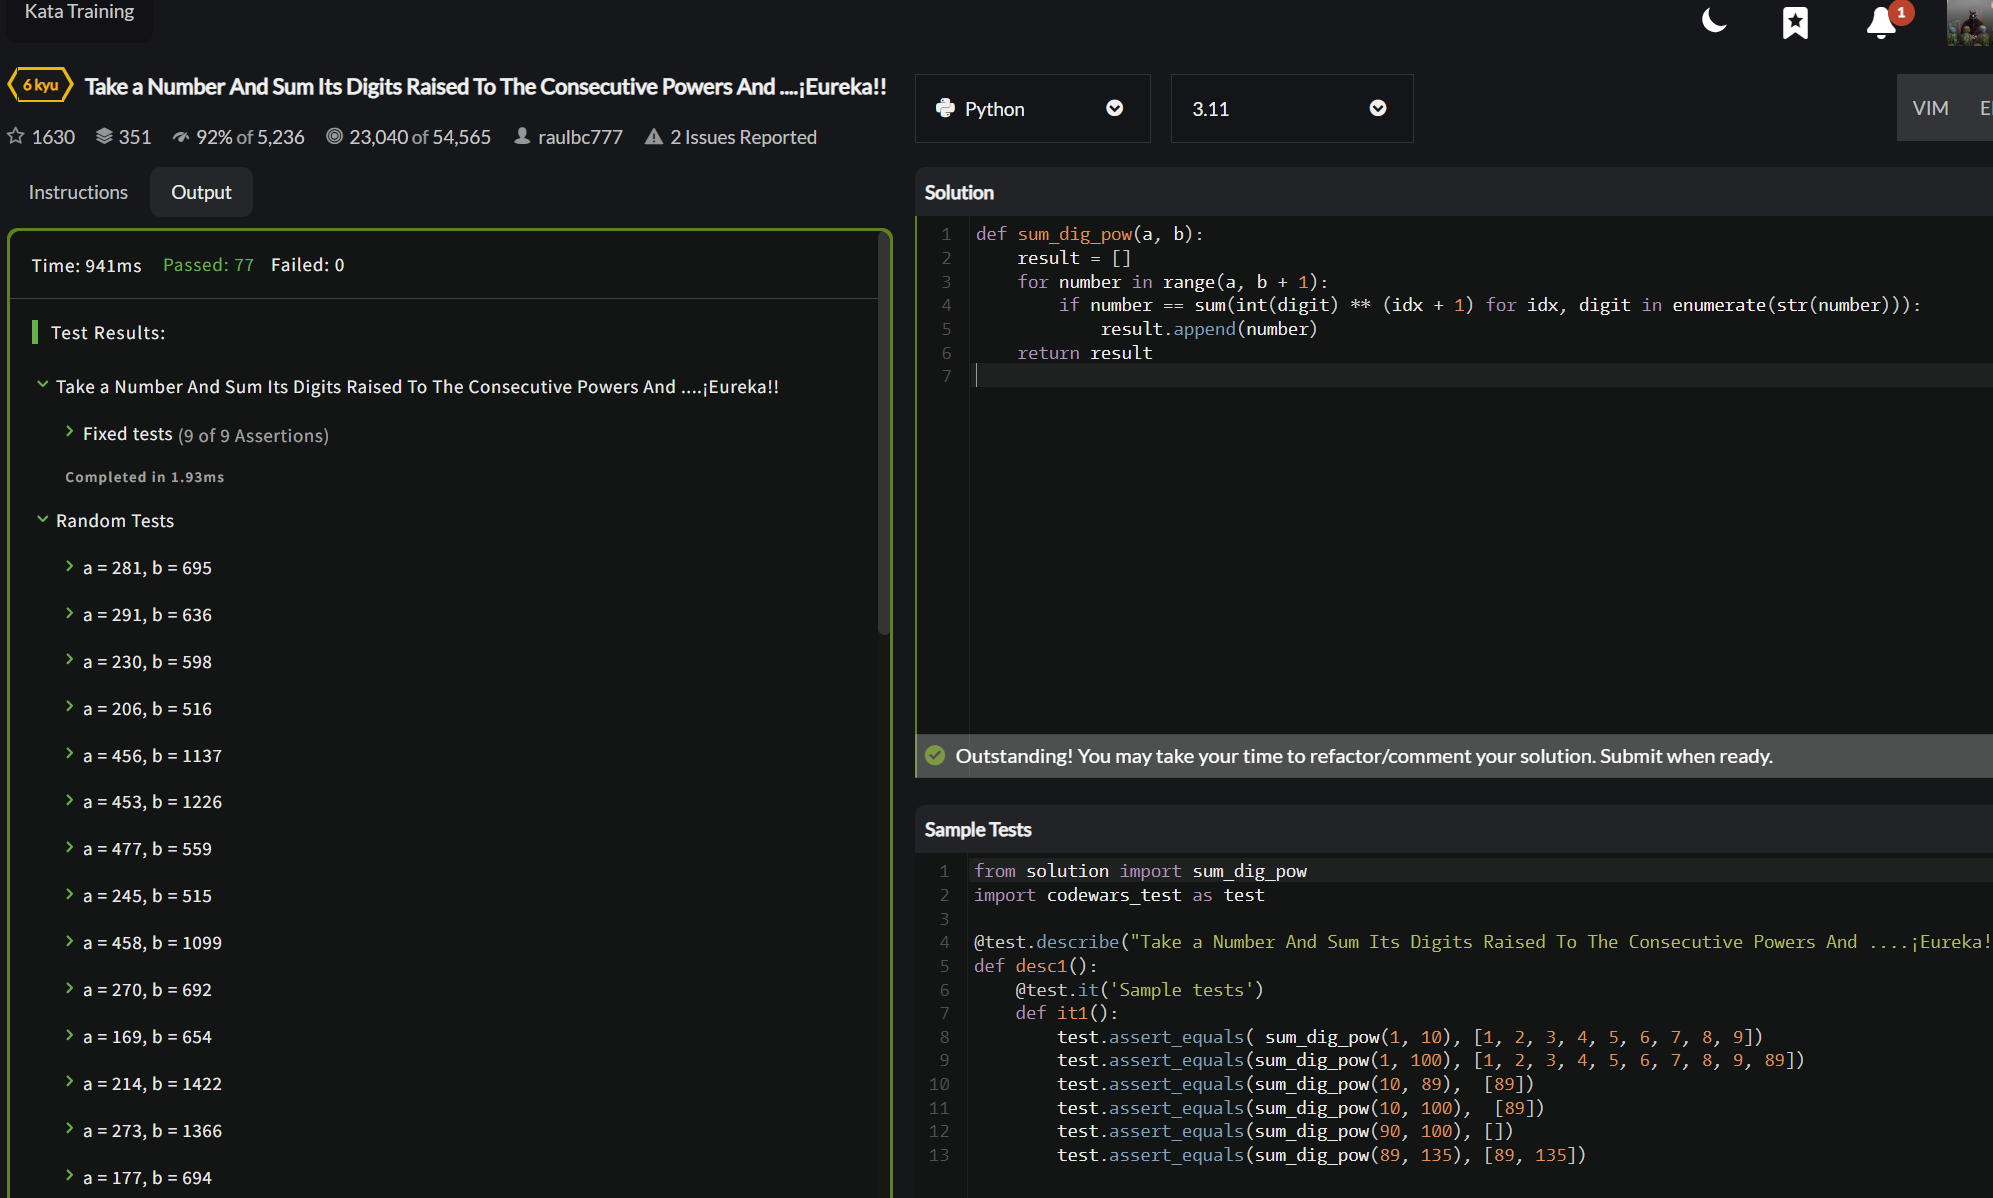 Kata Training
1
6 kyu
Take a Number And Sum Its Digits Raised To The Consecutive Powers And ....¡Eureka!!
1630 351 92% of 5,236 23,040 of 54,565 raulbc777 2 Issues Reported
Instructions Output
Time: 941ms Passed: 77 Failed: 0
Test Results:
Take a Number And Sum Its Digits Raised To The Consecutive Powers And ....¡Eureka!!
Fixed tests (9 of 9 Assertions)
Completed in 1.93ms
Random Tests
a = 281, b = 695
a = 291, b = 636
a = 230, b = 598
a = 206, b = 516
a = 456, b = 1137
a = 453, b = 1226
a = 477, b = 559
a = 245, b = 515
a = 458, b = 1099
a = 270, b = 692
a = 169, b = 654
a = 214, b = 1422
a = 273, b = 1366
a = 177, b = 694
Python 3.11 VIM
Solution
1 def sum_dig_pow(a, b):
2     result = []
3     for number in range(a, b + 1):
4         if number == sum(int(digit) ** (idx + 1) for idx, digit in enumerate(str(number))):
5             result.append(number)
6     return result
7
Outstanding! You may take your time to refactor/comment your solution. Submit when ready.
Sample Tests
1 from solution import sum_dig_pow
2 import codewars_test as test
3
4 @test.describe("Take a Number And Sum Its Digits Raised To The Consecutive Powers And ....¡Eureka!
5 def desc1():
6     @test.it('Sample tests')
7     def it1():
8         test.assert_equals( sum_dig_pow(1, 10), [1, 2, 3, 4, 5, 6, 7, 8, 9])
9         test.assert_equals(sum_dig_pow(1, 100), [1, 2, 3, 4, 5, 6, 7, 8, 9, 89])
10         test.assert_equals(sum_dig_pow(10, 89),  [89])
11         test.assert_equals(sum_dig_pow(10, 100),  [89])
12         test.assert_equals(sum_dig_pow(90, 100), [])
13         test.assert_equals(sum_dig_pow(89, 135), [89, 135])